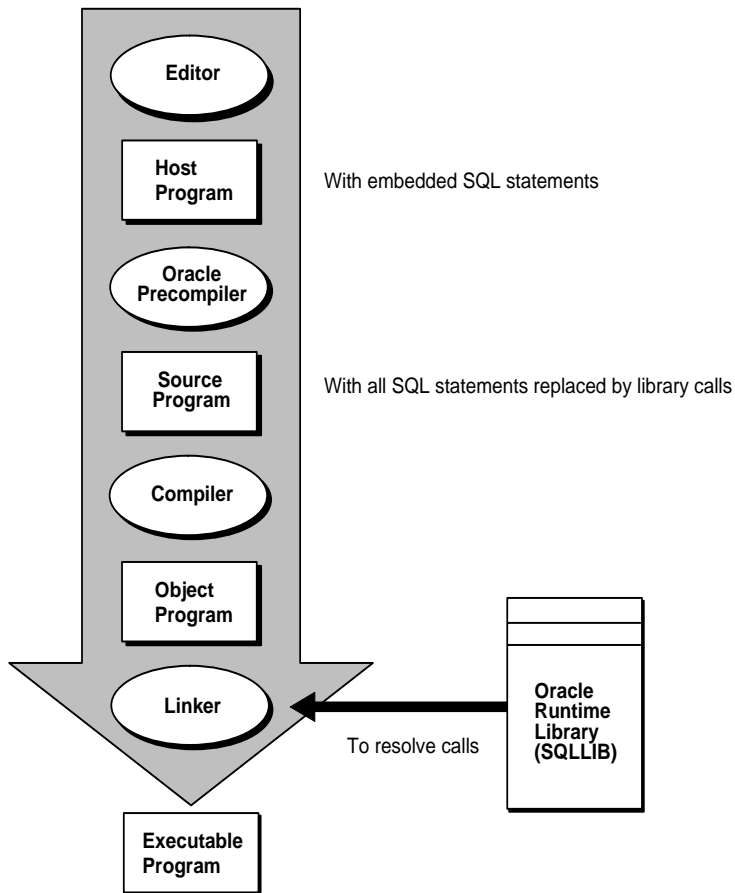 Editor
Host
Program
With embedded SQL statements
Oracle
Precompiler
Source
Program
With all SQL statements replaced by library calls
Compiler
Object
Program
Linker
To resolve calls
Oracle
Runtime
Library
(SQLLIB)
Executable
Program